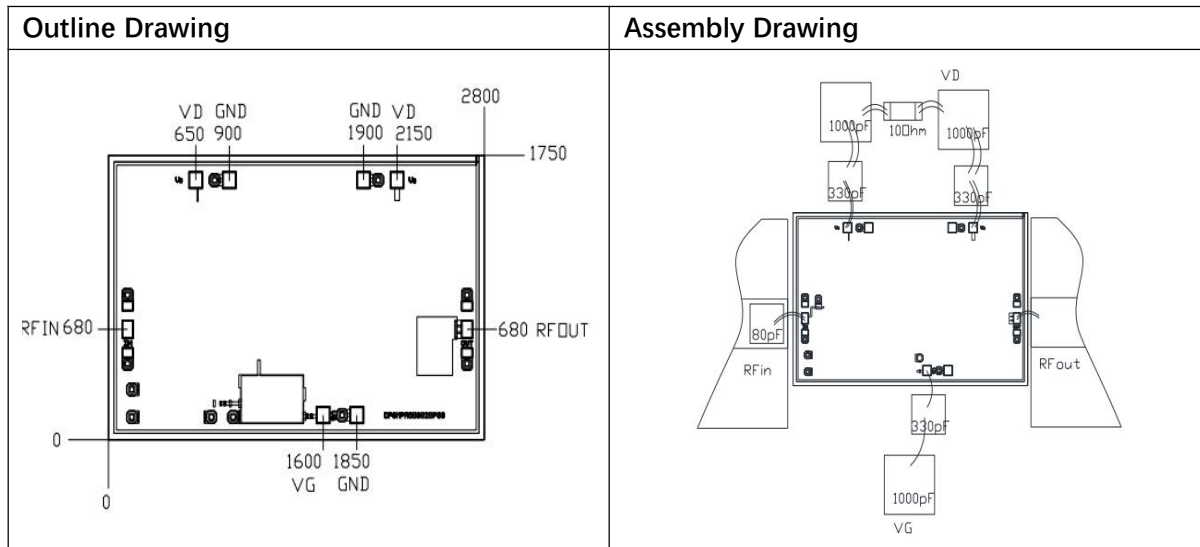 Outline Drawing
Assembly Drawing
VD GND
650 900
GND VD
1900 2150
2800
1750
RFIN 680
680 RFOUT
OUT
0
0
1600 1850
VG GND
VD
1000pF
10Ohm
1000pF
330pF
330pF
80pF
RFin
RFout
330pF
1000pF
VG